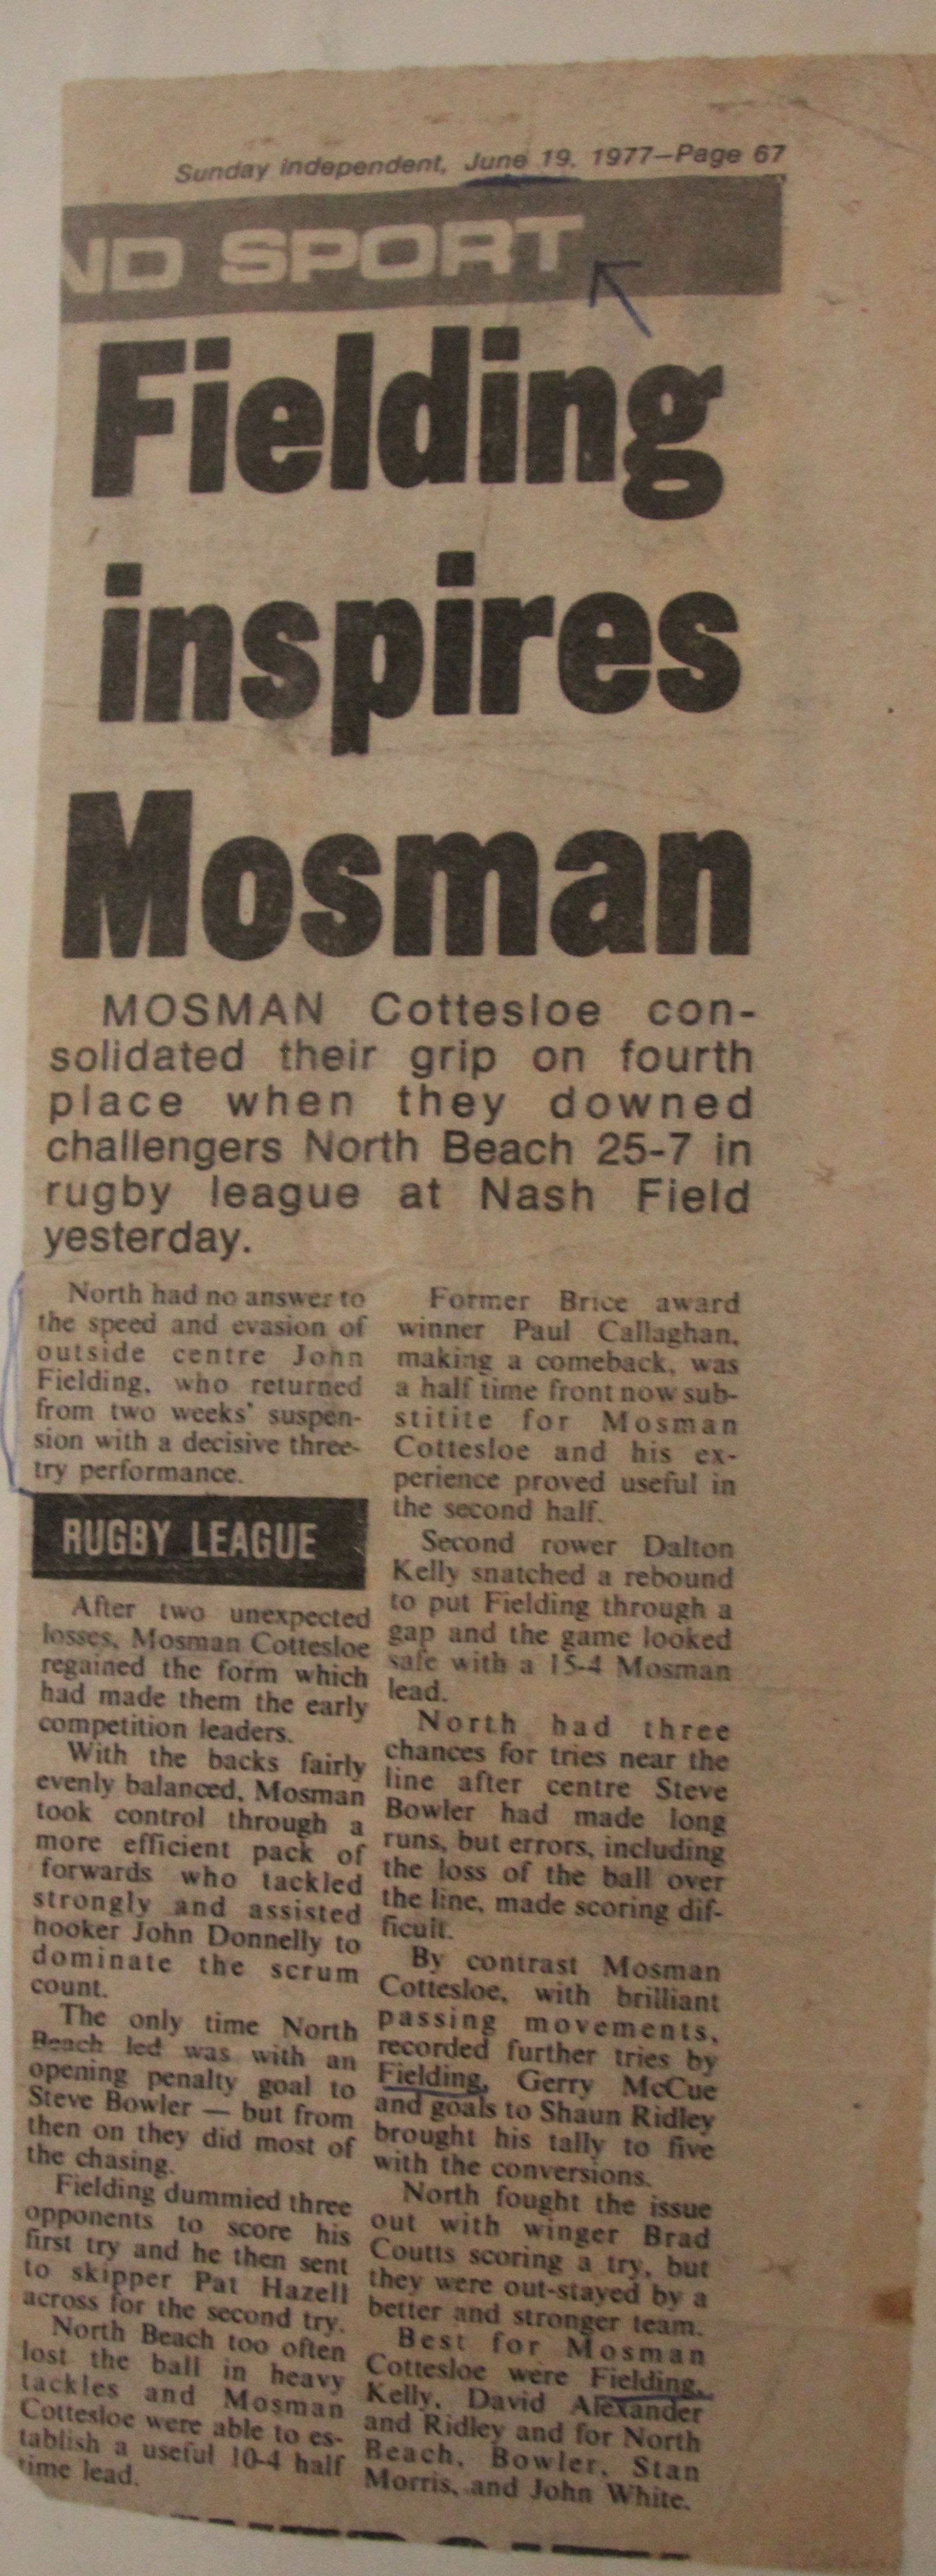 Sunday independent, June 19, 1977—Page 67
ND SPORT
Fielding
inspires
Mosman
MOSMAN Cottesloe con-
solidated their grip on fourth
place when they downed
challengers North Beach 25-7 in
rugby league at Nash Field
yesterday.
North had no answer to
the speed and evasion of
outside centre John
Fielding, who returned
from two weeks' suspen-
sion with a decisive three-
try performance.
RUGBY LEAGUE
After two unexpected
losses, Mosman Cottesloe
regained the form which
had made them the early
competition leaders.
With the backs fairly
evenly balanced, Mosman
took control through a
more efficient pack of
forwards who tackled
strongly and assisted
hooker John Donnelly to
dominate the scrum
count.
The only time North
Beach led was with an
opening penalty goal to
Steve Bowler — but from
then on they did most of
the chasing.
Fielding dummied three
opponents to score his
first try and he then sent
to skipper Pat Hazell
across for the second try.
North Beach too often
lost the ball in heavy
tackles and Mosman
Cottesloe were able to es-
tablish a useful 10-4 half
time lead.
Former Brice award
winner Paul Callaghan,
making a comeback, was
a half time front now sub-
stitite for Mosman
Cottesloe and his ex-
perience proved useful in
the second half.
Second rower Dalton
Kelly snatched a rebound
to put Fielding through a
gap and the game looked
safe with a 15-4 Mosman
lead.
North had three
chances for tries near the
line after centre Steve
Bowler had made long
runs, but errors, including
the loss of the ball over
the line, made scoring dif-
ficult.
By contrast Mosman
Cottesloe, with brilliant
passing movements,
recorded further tries by
Fielding, Gerry McCue
and goals to Shaun Ridley
brought his tally to five
with the conversions.
North fought the issue
out with winger Brad
Coutts scoring a try, but
they were out-stayed by a
better and stronger team.
Best for Mosman
Cottesloe were Fielding,
Kelly, David Alexander
and Ridley and for North
Beach, Bowler, Stan
Morris, and John White.